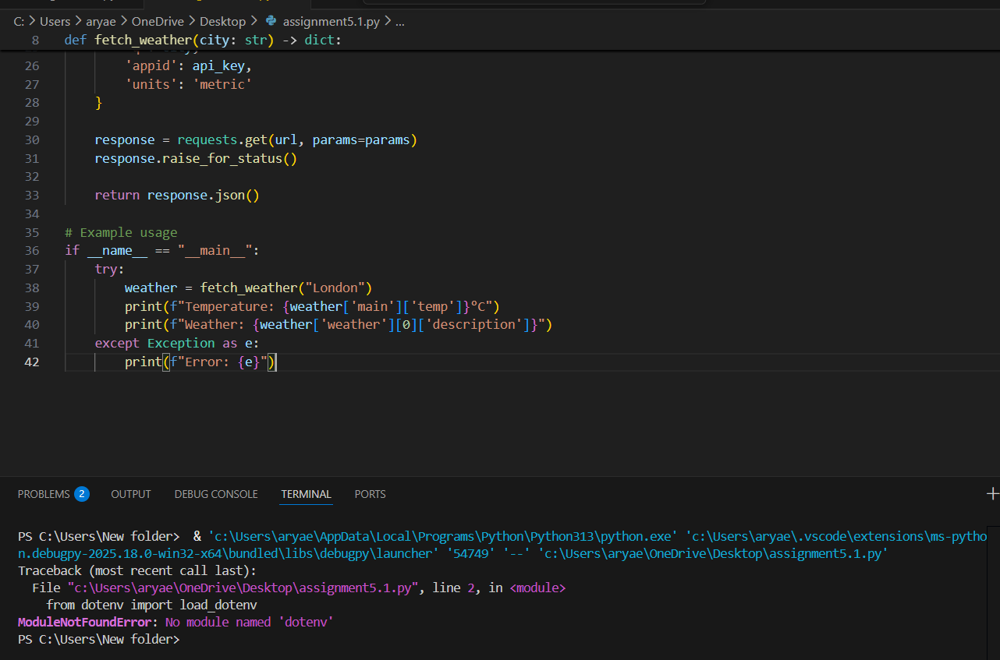 C: > Users > aryae > OneDrive > Desktop > assignment5.1.py > ...
8 def fetch_weather(city: str) -> dict:
26 'appid': api_key,
27 'units': 'metric'
28 }
29
30 response = requests.get(url, params=params)
31 response.raise_for_status()
32
33 return response.json()
34
35 # Example usage
36 if __name__ == "__main__":
37 try:
38 weather = fetch_weather("London")
39 print(f"Temperature: {weather['main']['temp']}°C")
40 print(f"Weather: {weather['weather'][0]['description']}")
41 except Exception as e:
42 print(f"Error: {e}")
PROBLEMS 2 OUTPUT DEBUG CONSOLE TERMINAL PORTS
PS C:\Users\New folder>  & 'c:\Users\aryae\AppData\Local\Programs\Python\Python313\python.exe' 'c:\Users\aryae\.vscode\extensions\ms-pytho
n.debugpy-2025.18.0-win32-x64\bundled\libs\debugpy\launcher' '54749' '--' 'c:\Users\aryae\OneDrive\Desktop\assignment5.1.py'
Traceback (most recent call last):
File "c:\Users\aryae\OneDrive\Desktop\assignment5.1.py", line 2, in <module>
from dotenv import load_dotenv
ModuleNotFoundError: No module named 'dotenv'
PS C:\Users\New folder>